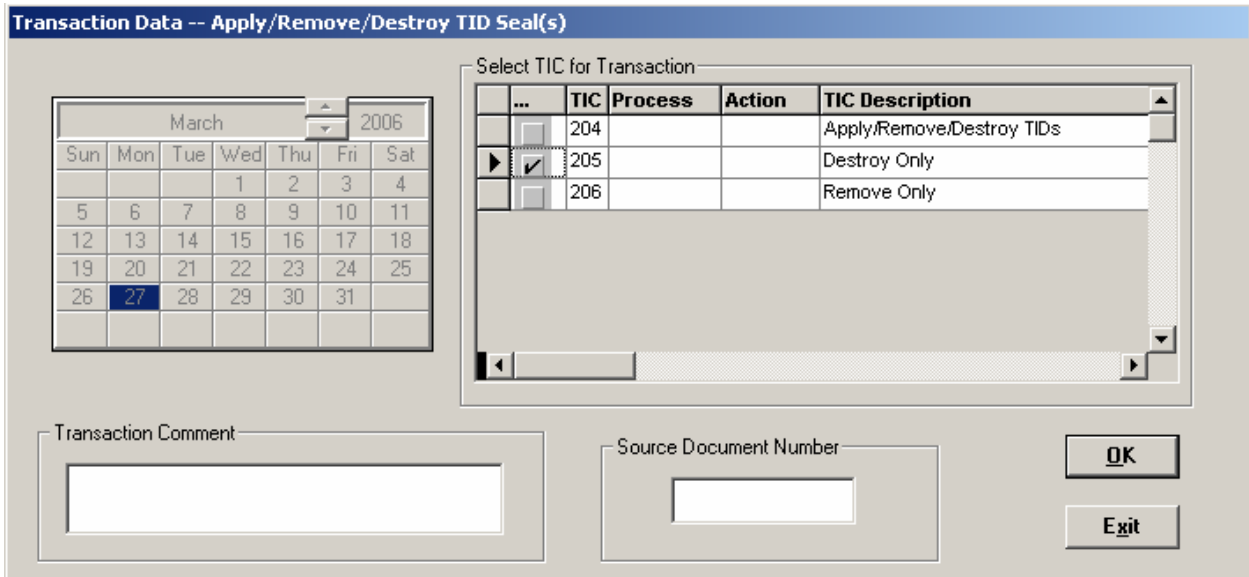 Transaction Data -- Apply/Remove/Destroy TID Seal(s)
Select TIC for Transaction
... TIC Process Action TIC Description
204 Apply/Remove/Destroy TIDs
205 Destroy Only
206 Remove Only
March 2006
Sun Mon Tue Wed Thu Fri Sat
1 2 3 4
5 6 7 8 9 10 11
12 13 14 15 16 17 18
19 20 21 22 23 24 25
26 27 28 29 30 31
Transaction Comment
Source Document Number
OK
Exit